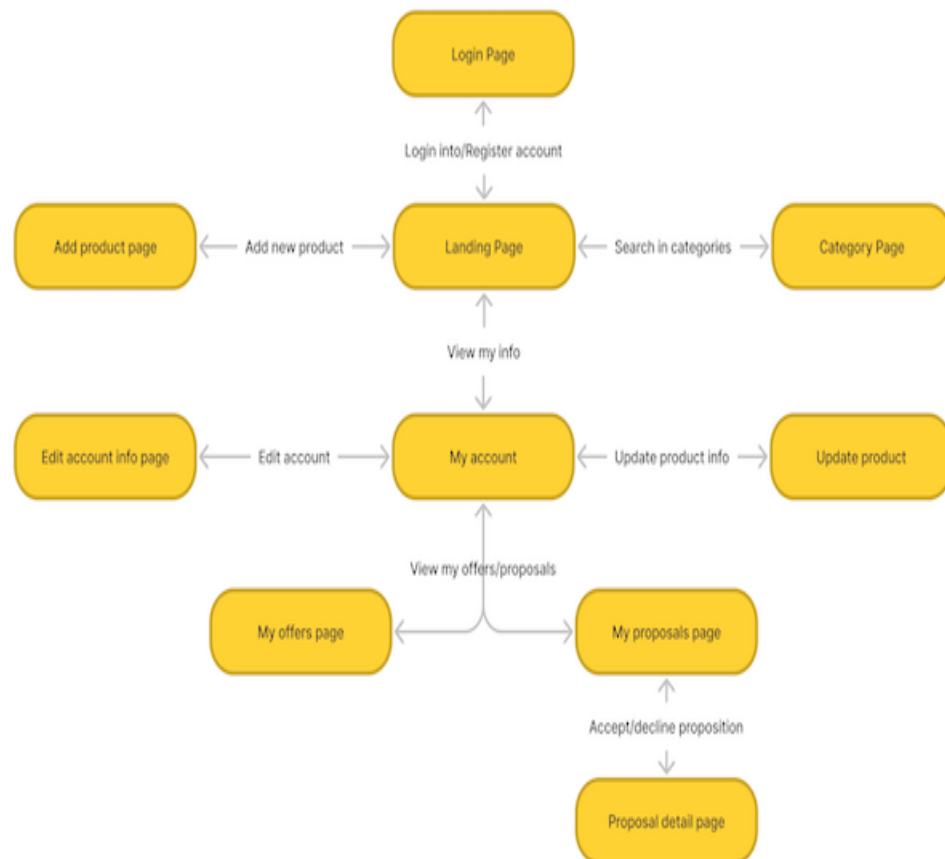 Login Page
Login into/Register account
Add product page
Add new product
Landing Page
Search in categories
Category Page
View my info
Edit account info page
Edit account
My account
Update product info
Update product
View my offers/proposals
My offers page
My proposals page
Accept/decline proposition
Proposal detail page